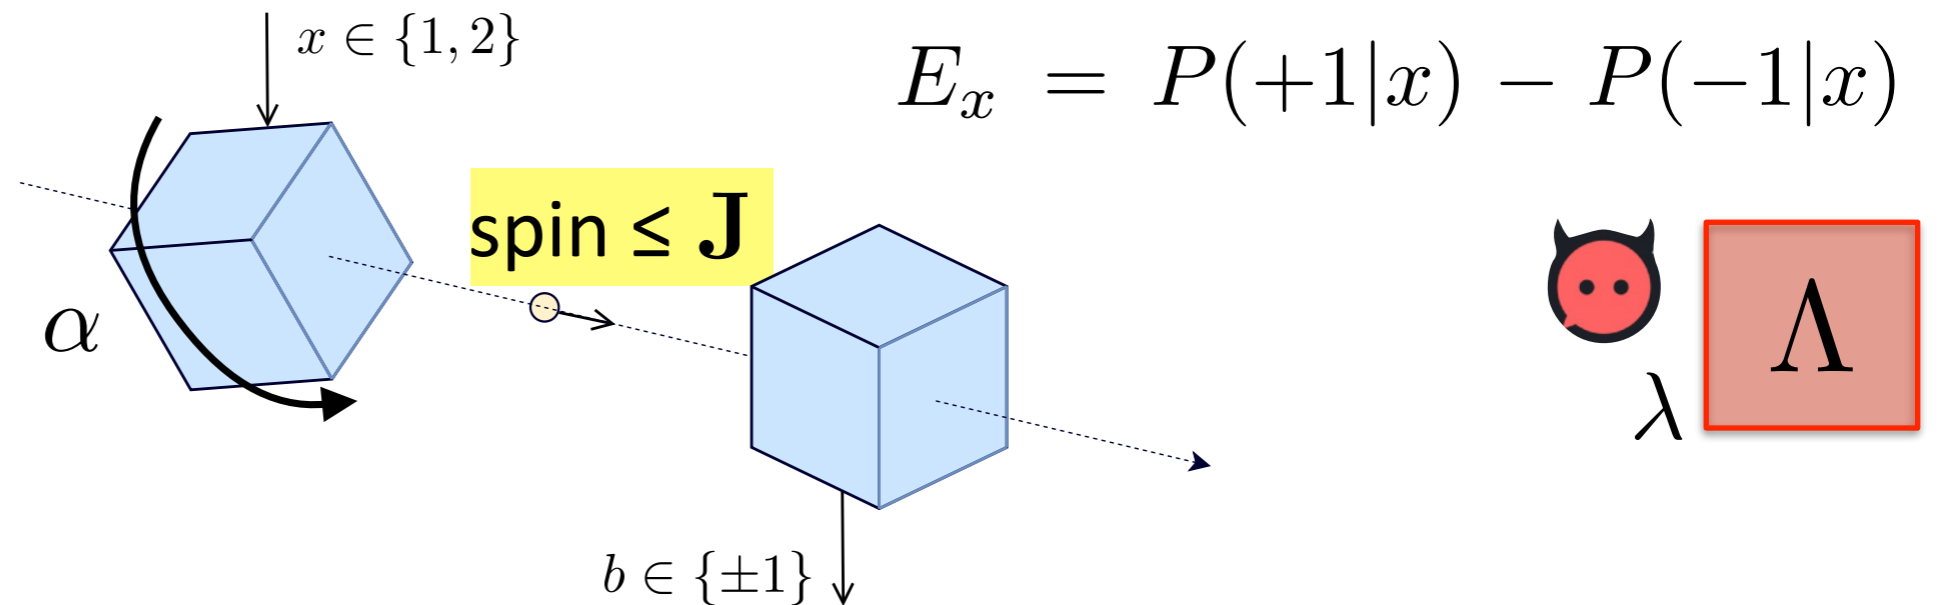 x ∈ {1, 2}
E_x = P(+1|x) − P(−1|x)
spin ≤ J
α
Λ
λ
b ∈ {±1}